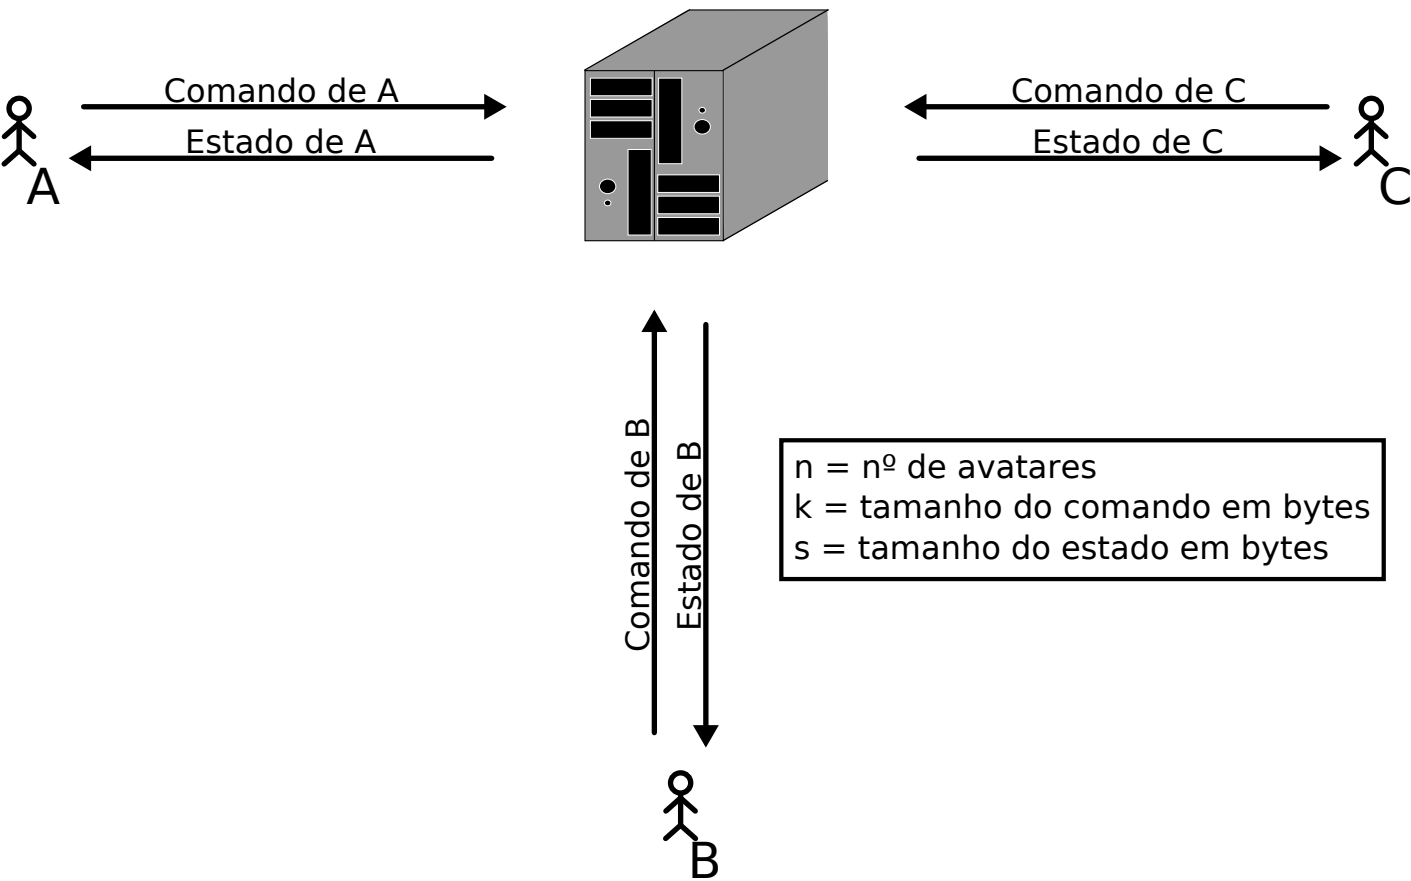 Comando de A
Estado de A
A
Comando de C
Estado de C
C
Comando de B
Estado de B
B
n = nº de avatares
k = tamanho do comando em bytes
s = tamanho do estado em bytes